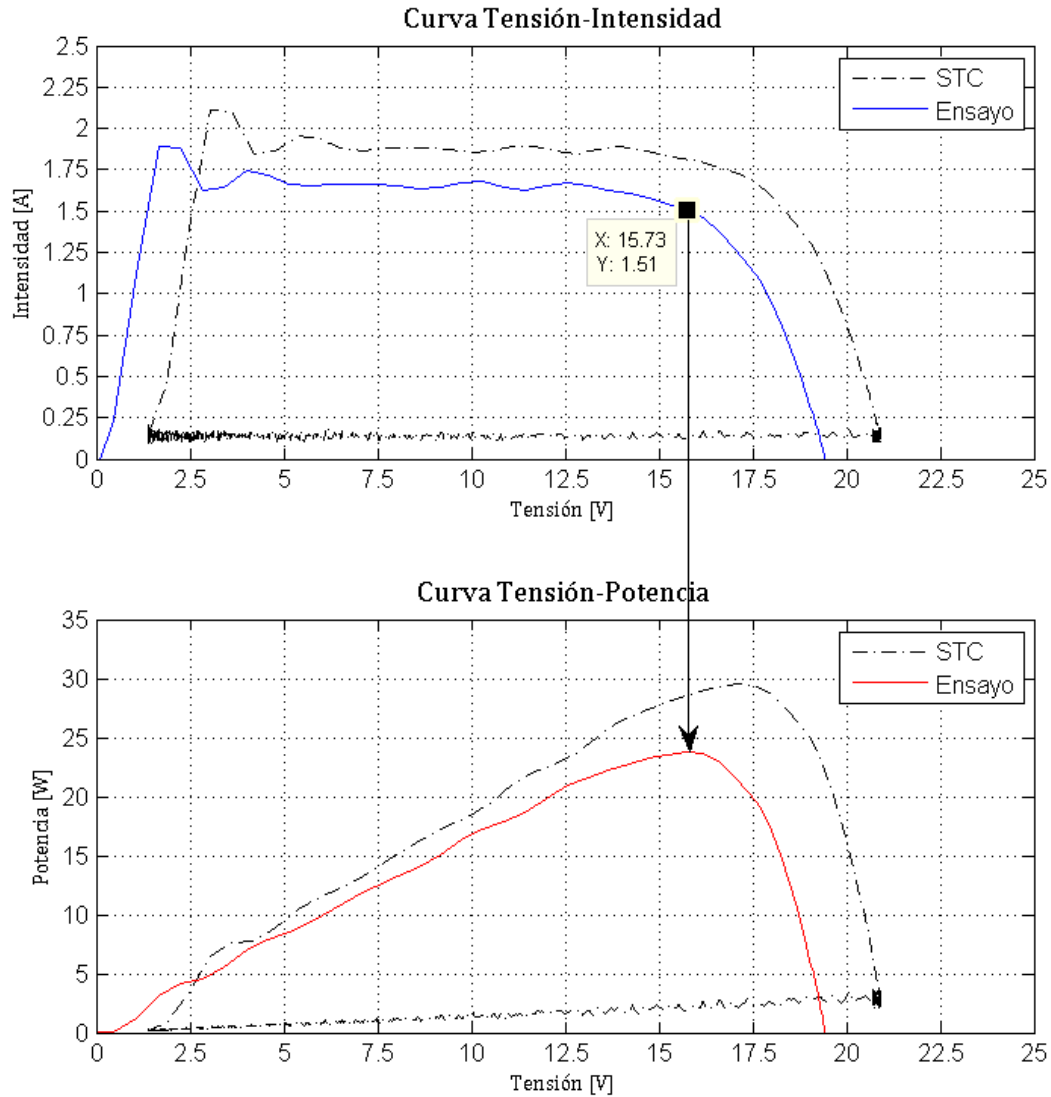 Curva Tensión-Intensidad
2.5
2.25
2
1.75
1.5
1.25
1
0.75
0.5
0.25
0
Intensidad [A]
STC
Ensayo
X: 15.73
Y: 1.51
0 2.5 5 7.5 10 12.5 15 17.5 20 22.5 25
Tensión [V]
Curva Tensión-Potencia
35
30
25
20
15
10
5
0
Potencia [W]
STC
Ensayo
0 2.5 5 7.5 10 12.5 15 17.5 20 22.5 25
Tensión [V]